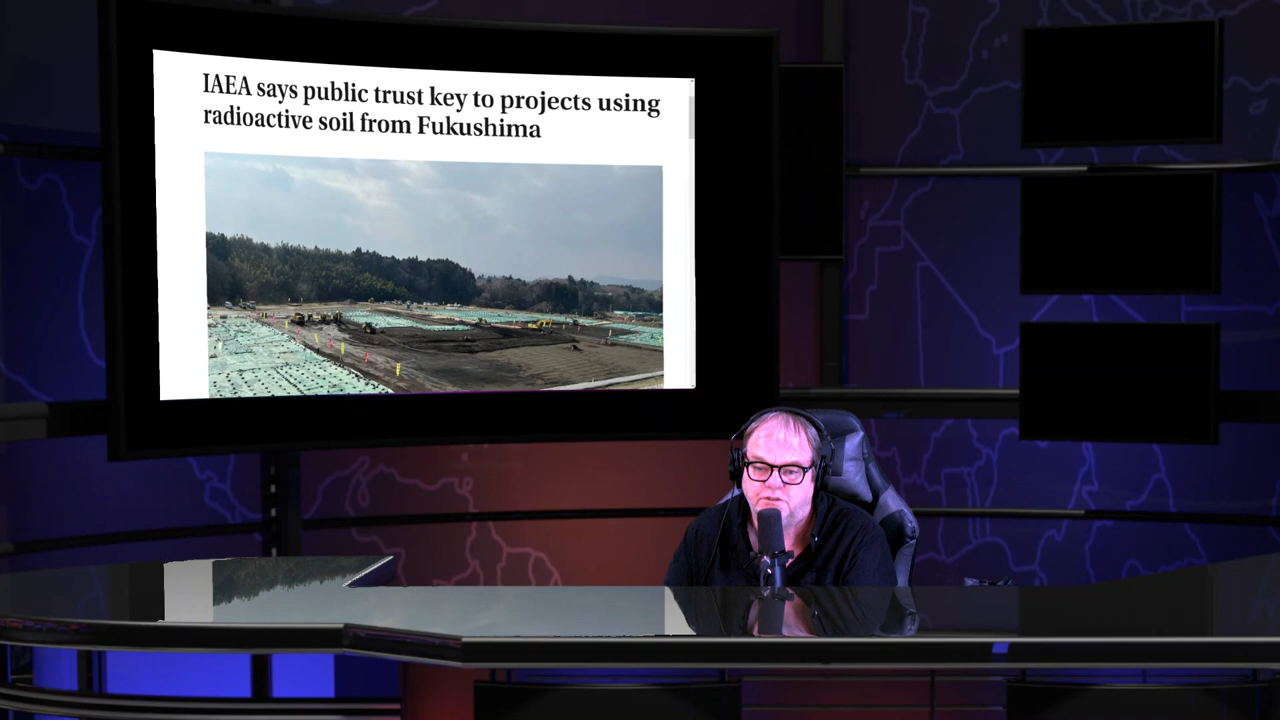 IAEA says public trust key to projects using
radioactive soil from Fukushima